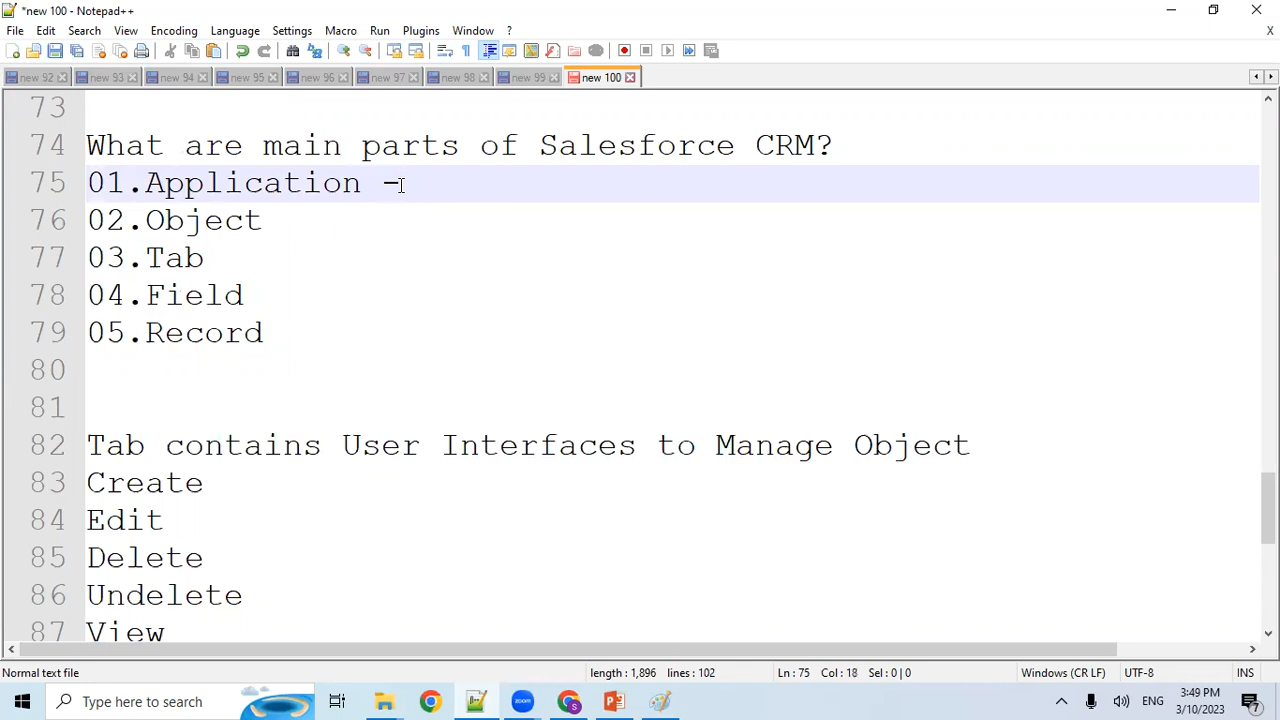 *new 100 - Notepad++
File Edit Search View Encoding Language Settings Macro Run Plugins Window ?
new 92 new 93 new 94 new 95 new 96 new 97 new 98 new 99 new 100
73
74 What are main parts of Salesforce CRM?
75 01.Application -
76 02.Object
77 03.Tab
78 04.Field
79 05.Record
80
81
82 Tab contains User Interfaces to Manage Object
83 Create
84 Edit
85 Delete
86 Undelete
87 View
Normal text file length : 1,896 lines : 102 Ln : 75 Col : 18 Sel : 0 | 0 Windows (CR LF) UTF-8 INS
Type here to search zoom ENG 3:49 PM
3/10/2023 7